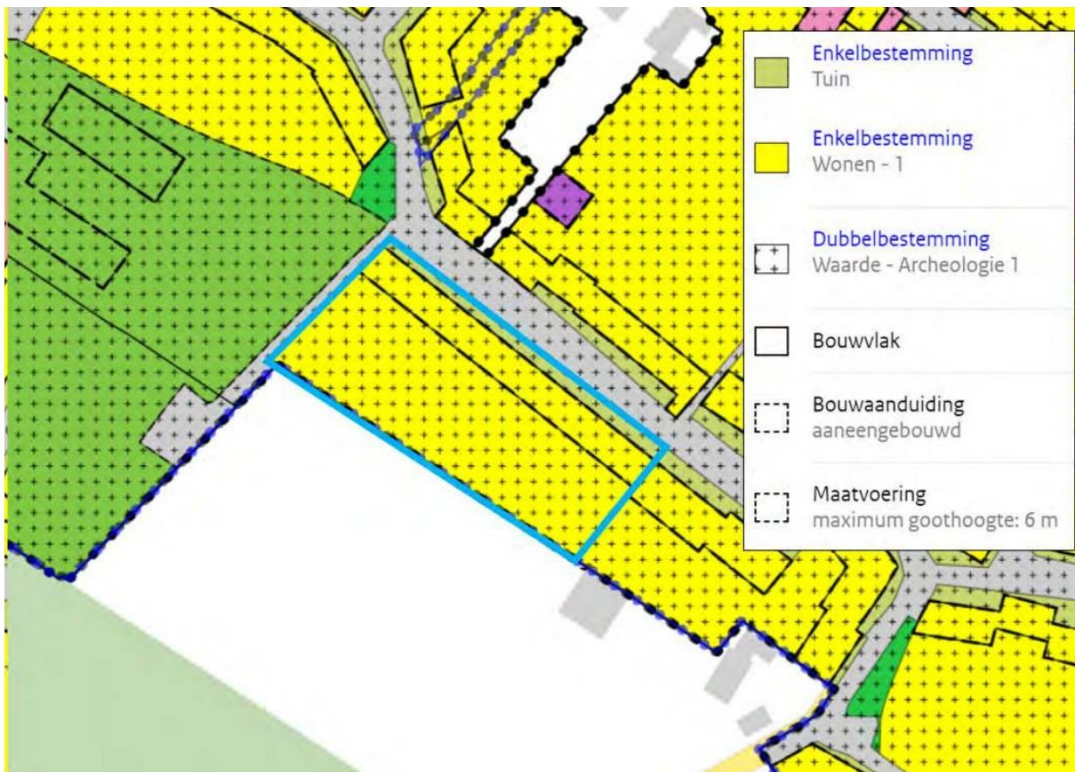 Enkelbestemming
Tuin
Enkelbestemming
Wonen - 1
Dubbelbestemming
Waarde - Archeologie 1
Bouwvlak
Bouwaanduiding
aaneengebouwd
Maatvoering
maximum goothoogte: 6 m